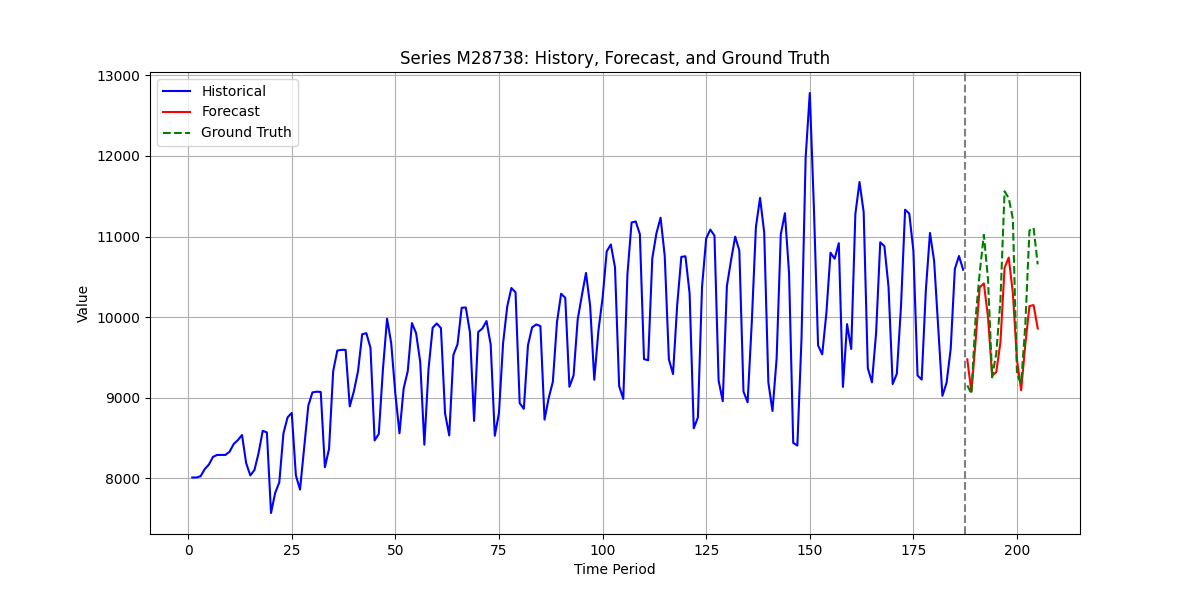 Series M28738: History, Forecast, and Ground Truth
13000
12000
11000
10000
9000
8000
Value
Historical
Forecast
Ground Truth
0
25
50
75
100
125
150
175
200
Time Period